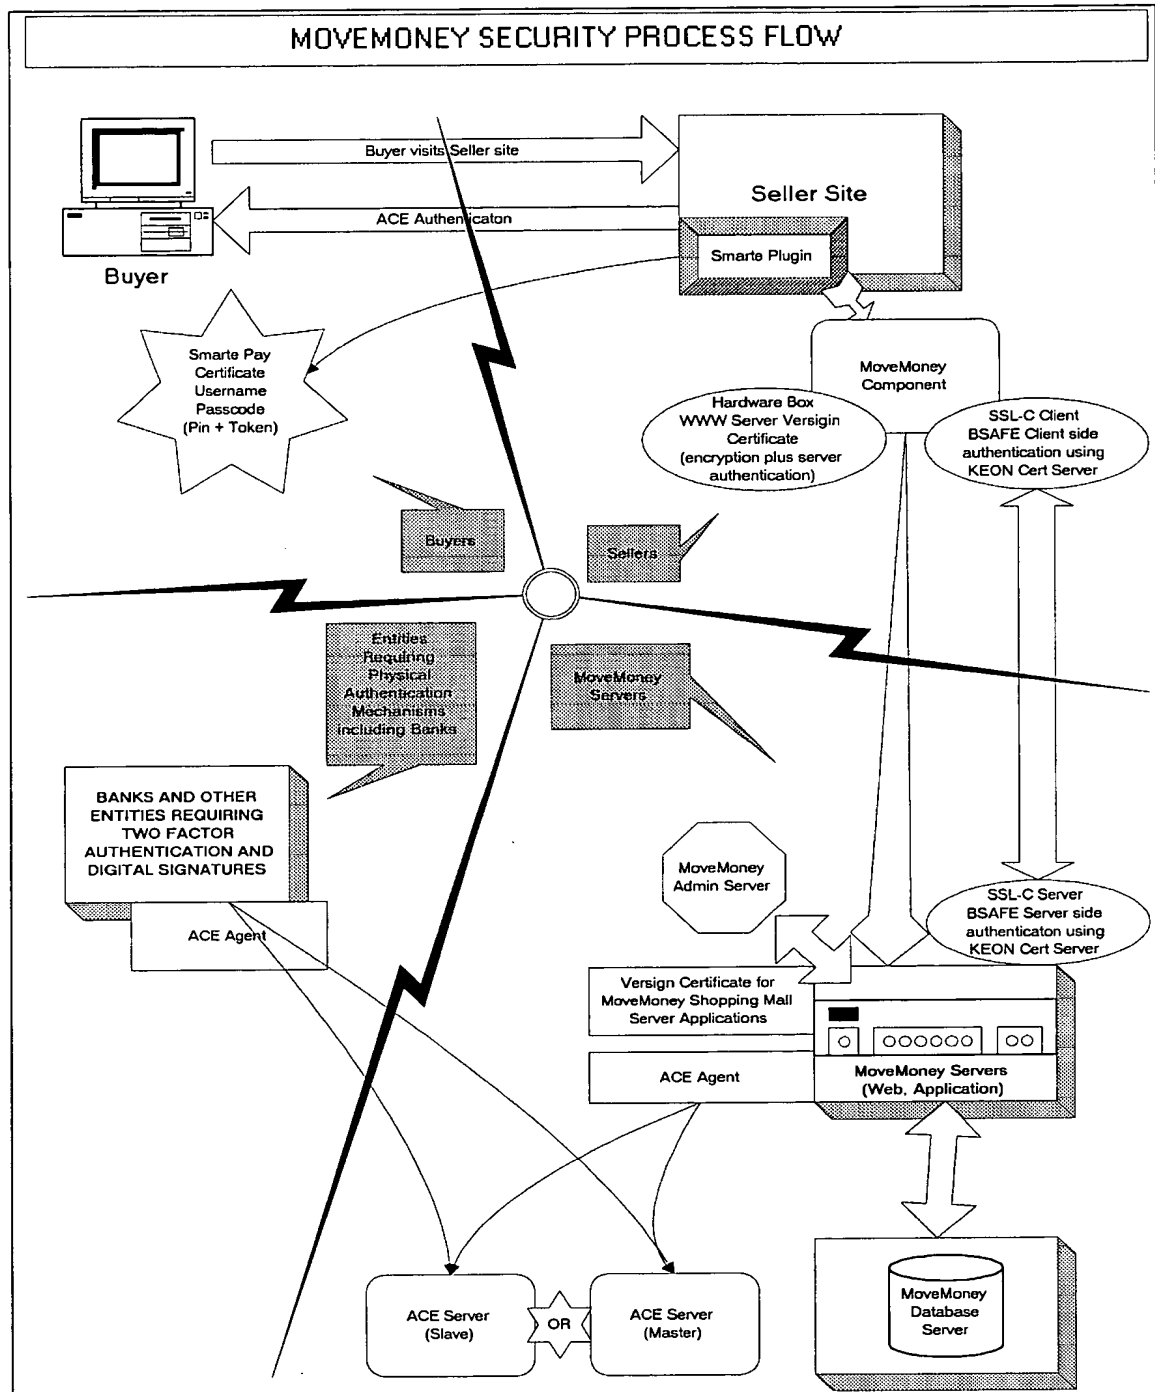 MOVEMONEY SECURITY PROCESS FLOW
Buyer visits Seller site
ACE Authenticaton
Seller Site
Smarte Plugin
Buyer
Smarte Pay
Certificate
Username
Passcode
(Pin + Token)
MoveMoney
Component
Hardware Box
WWW Server Versigin
Certificate
(encryption plus server
authentication)
SSL-C Client
BSAFE Client side
authentication using
KEON Cert Server
Buyers
Sellers
Entities
Requiring
Physical
Authentication
Mechanisms
including Banks
MoveMoney
Servers
BANKS AND OTHER
ENTITIES REQUIRING
TWO FACTOR
AUTHENTICATION AND
DIGITAL SIGNATURES
ACE Agent
MoveMoney
Admin Server
SSL-C Server
BSAFE Server side
authenticaton using
KEON Cert Server
Versign Certificate for
MoveMoney Shopping Mall
Server Applications
ACE Agent
MoveMoney Servers
(Web, Application)
ACE Server
(Slave)
OR
ACE Server
(Master)
MoveMoney
Database
Server